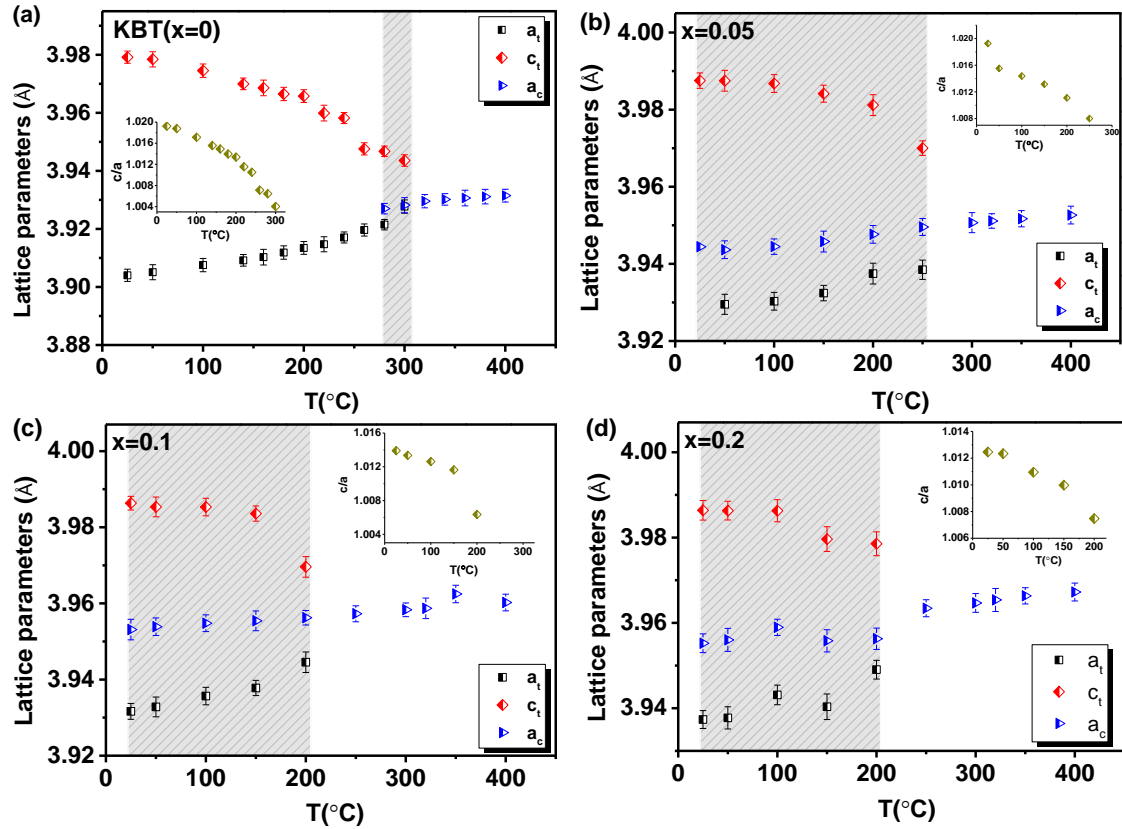 (a)
KBT(x=0)
a_t
c_t
a_c
Lattice parameters (Å)
3.98
3.96
3.94
3.92
3.90
3.88
0 100 200 300 400
T(°C)
c/a
1.020
1.016
1.012
1.008
1.004
0 100 200 300
T(ºC)
(b)
x=0.05
a_t
c_t
a_c
Lattice parameters (Å)
4.00
3.98
3.96
3.94
3.92
0 100 200 300 400
T(°C)
c/a
1.020
1.016
1.012
1.008
0 100 200 300
T(ºC)
(c)
x=0.1
a_t
c_t
a_c
Lattice parameters (Å)
4.00
3.98
3.96
3.94
3.92
0 100 200 300 400
T(°C)
c/a
1.016
1.012
1.008
1.004
0 100 200 300
T(ºC)
(d)
x=0.2
a_t
c_t
a_c
Lattice parameters (Å)
4.00
3.98
3.96
3.94
0 100 200 300 400
T(°C)
c/a
1.014
1.012
1.010
1.008
1.006
0 50 100 150 200
T(°C)